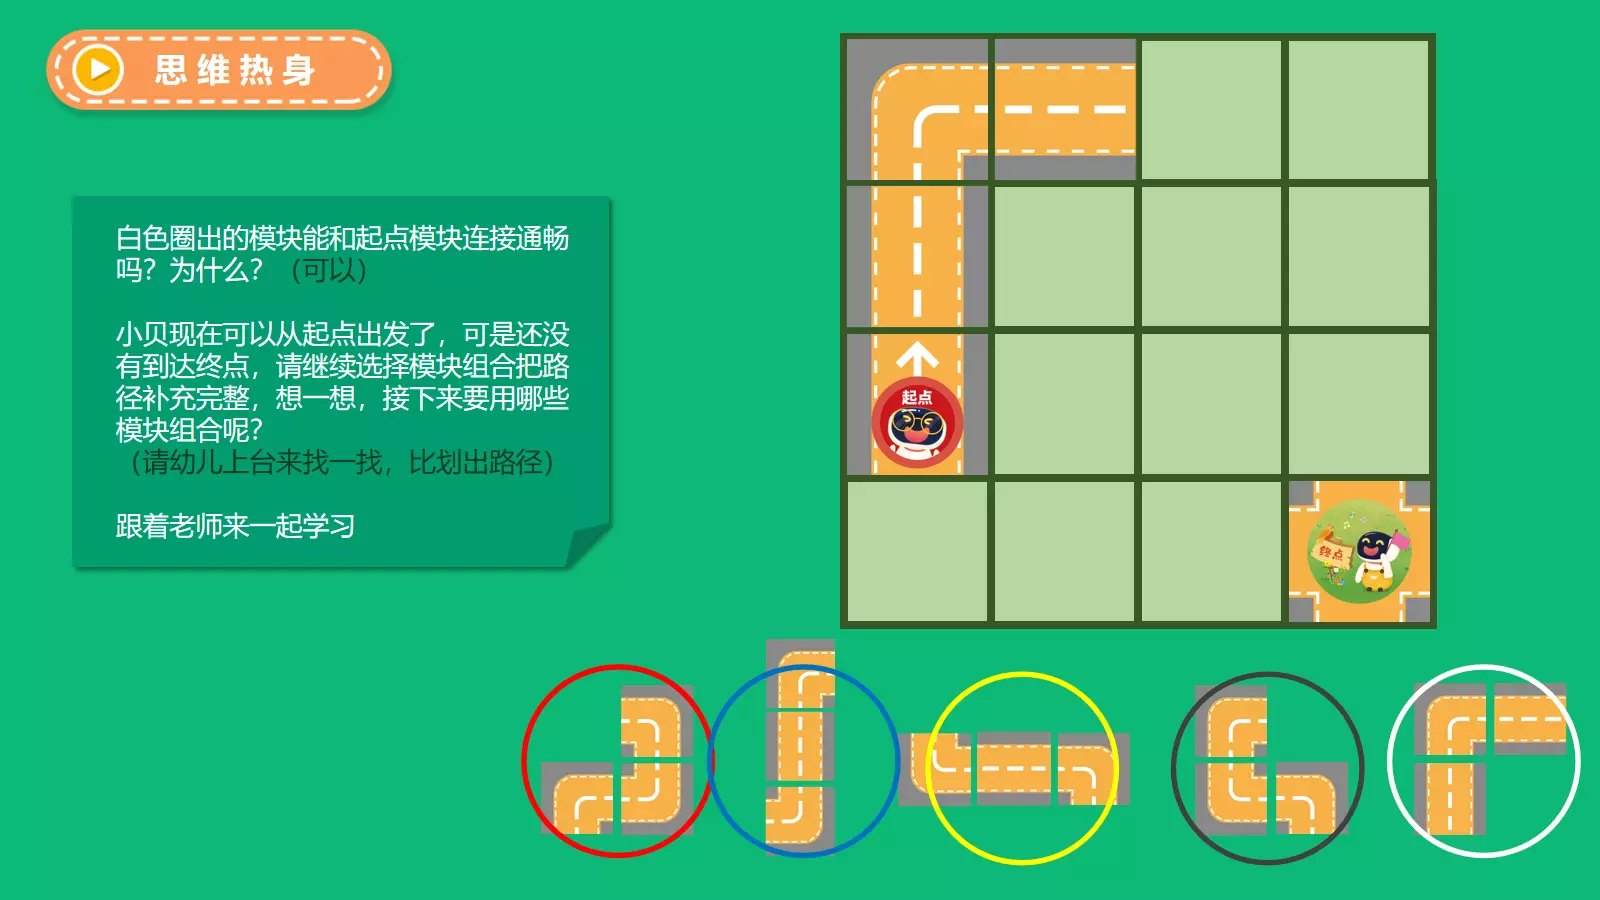 思维热身
白色圈出的模块能和起点模块连接通畅
吗？为什么？（可以）
小贝现在可以从起点出发了，可是还没
有到达终点，请继续选择模块组合把路
径补充完整，想一想，接下来要用哪些
模块组合呢？
（请幼儿上台来找一找，比划出路径）
跟着老师来一起学习
起点
终点